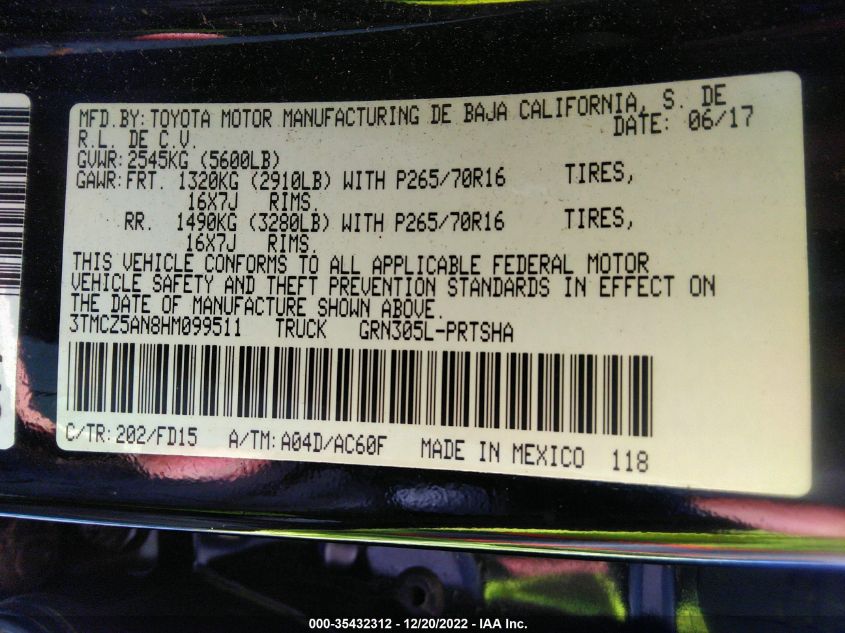 MFD.BY: TOYOTA MOTOR MANUFACTURING DE BAJA CALIFORNIA, S. DE
R.L. DE C.V. DATE: 06/17
GVWR: 2545KG (5600LB)
GAWR: FRT. 1320KG (2910LB) WITH P265/70R16 TIRES,
16X7J RIMS.
RR. 1490KG (3280LB) WITH P265/70R16 TIRES,
16X7J RIMS.
THIS VEHICLE CONFORMS TO ALL APPLICABLE FEDERAL MOTOR
VEHICLE SAFETY AND THEFT PREVENTION STANDARDS IN EFFECT ON
THE DATE OF MANUFACTURE SHOWN ABOVE.
3TMCZ5AN8HM099511 TRUCK GRN305L-PRTSHA
C/TR: 202/FD15 A/TM: A04D/AC60F MADE IN MEXICO 118
000-35432312 - 12/20/2022 - IAA Inc.